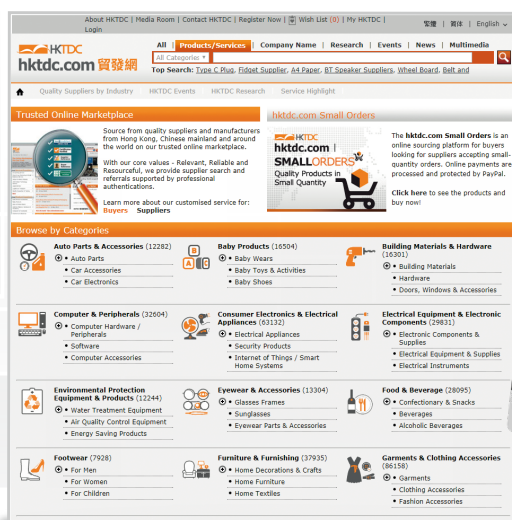 About HKTDC | Media Room | Contact HKTDC | Register Now | Wish List (0) | My HKTDC |
Login
繁體 | 简体 | English
HKTDC
hktdc.com 貿發網
All | Products/Services | Company Name | Research | Events | News | Multimedia
All Categories
Top Search: Type C Plug, Fidget Supplier, A4 Paper, BT Speaker Suppliers, Wheel Board, Belt and
Quality Suppliers by Industry HKTDC Events HKTDC Research Service Highlight
Trusted Online Marketplace
Source from quality suppliers and manufacturers
from Hong Kong, Chinese mainland and around
the world on our trusted online marketplace.
With our core values - Relevant, Reliable and
Resourceful, we provide supplier search and
referrals supported by professional
authentications.
Learn more about our customised service for:
Buyers Suppliers
hktdc.com Small Orders
HKTDC
hktdc.com |
SMALLORDERS
Quality Products in
Small Quantity
The hktdc.com Small Orders is an
online sourcing platform for buyers
looking for suppliers accepting small-
quantity orders. Online payments are
processed and protected by PayPal.
Click here to see the products and
buy now!
Browse by Categories
Auto Parts & Accessories (12282)
• Auto Parts
• Car Accessories
• Car Electronics
Baby Products (16504)
• Baby Wears
• Baby Toys & Activities
• Baby Shoes
Building Materials & Hardware
(16301)
• Building Materials
• Hardware
• Doors, Windows & Accessories
Computer & Peripherals (32604)
• Computer Hardware /
Peripherals
• Software
• Computer Accessories
Consumer Electronics & Electrical
Appliances (63132)
• Electrical Appliances
• Security Products
• Internet of Things / Smart
Home Systems
Electrical Equipment & Electronic
Components (29831)
• Electronic Components &
Supplies
• Electrical Equipment & Supplies
• Electrical Instruments
Environmental Protection
Equipment & Products (12244)
• Water Treatment Equipment
• Air Quality Control Equipment
• Energy Saving Products
Eyewear & Accessories (13304)
• Glasses Frames
• Sunglasses
• Eyewear Parts & Accessories
Food & Beverage (28095)
• Confectionary & Snacks
• Beverages
• Alcoholic Beverages
Footwear (7928)
• For Men
• For Women
• For Children
Furniture & Furnishing (37935)
• Home Decorations & Crafts
• Home Furniture
• Home Textiles
Garments & Clothing Accessories
(86158)
• Garments
• Clothing Accessories
• Fashion Accessories